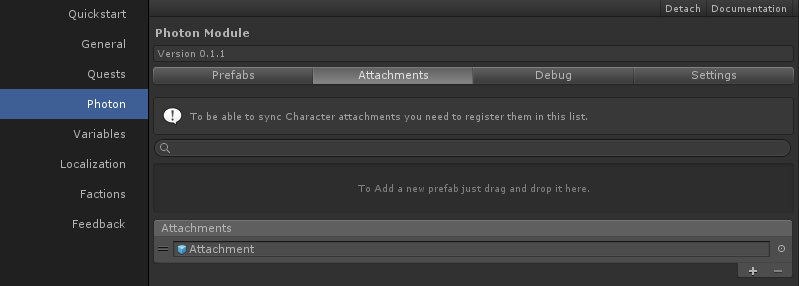 Quickstart
General
Quests
Photon
Variables
Localization
Factions
Feedback
Detach Documentation
Photon Module
Version 0.1.1
Prefabs Attachments Debug Settings
To be able to sync Character attachments you need to register them in this list.
To Add a new prefab just drag and drop it here.
Attachments
Attachment